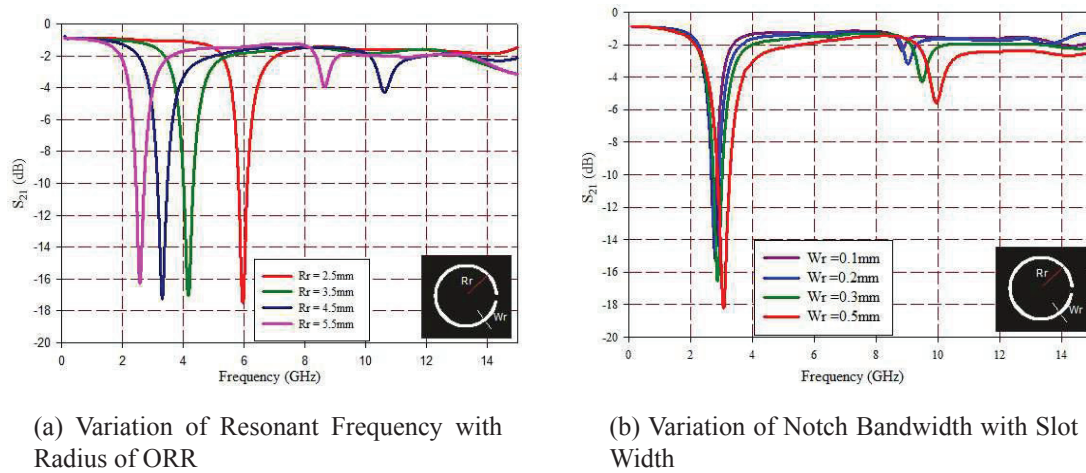 0
-2
-4
-6
-8
-10
-12
-14
-16
-18
-20
S21 (dB)
0 2 4 6 8 10 12 14
Frequency (GHz)
Rr = 2.5mm
Rr = 3.5mm
Rr = 4.5mm
Rr = 5.5mm
Rr
Wr
(a) Variation of Resonant Frequency with
Radius of ORR
0
-2
-4
-6
-8
-10
-12
-14
-16
-18
-20
S21 (dB)
0 2 4 6 8 10 12 14
Frequency (GHz)
Wr =0.1mm
Wr =0.2mm
Wr =0.3mm
Wr =0.5mm
Rr
Wr
(b) Variation of Notch Bandwidth with Slot
Width